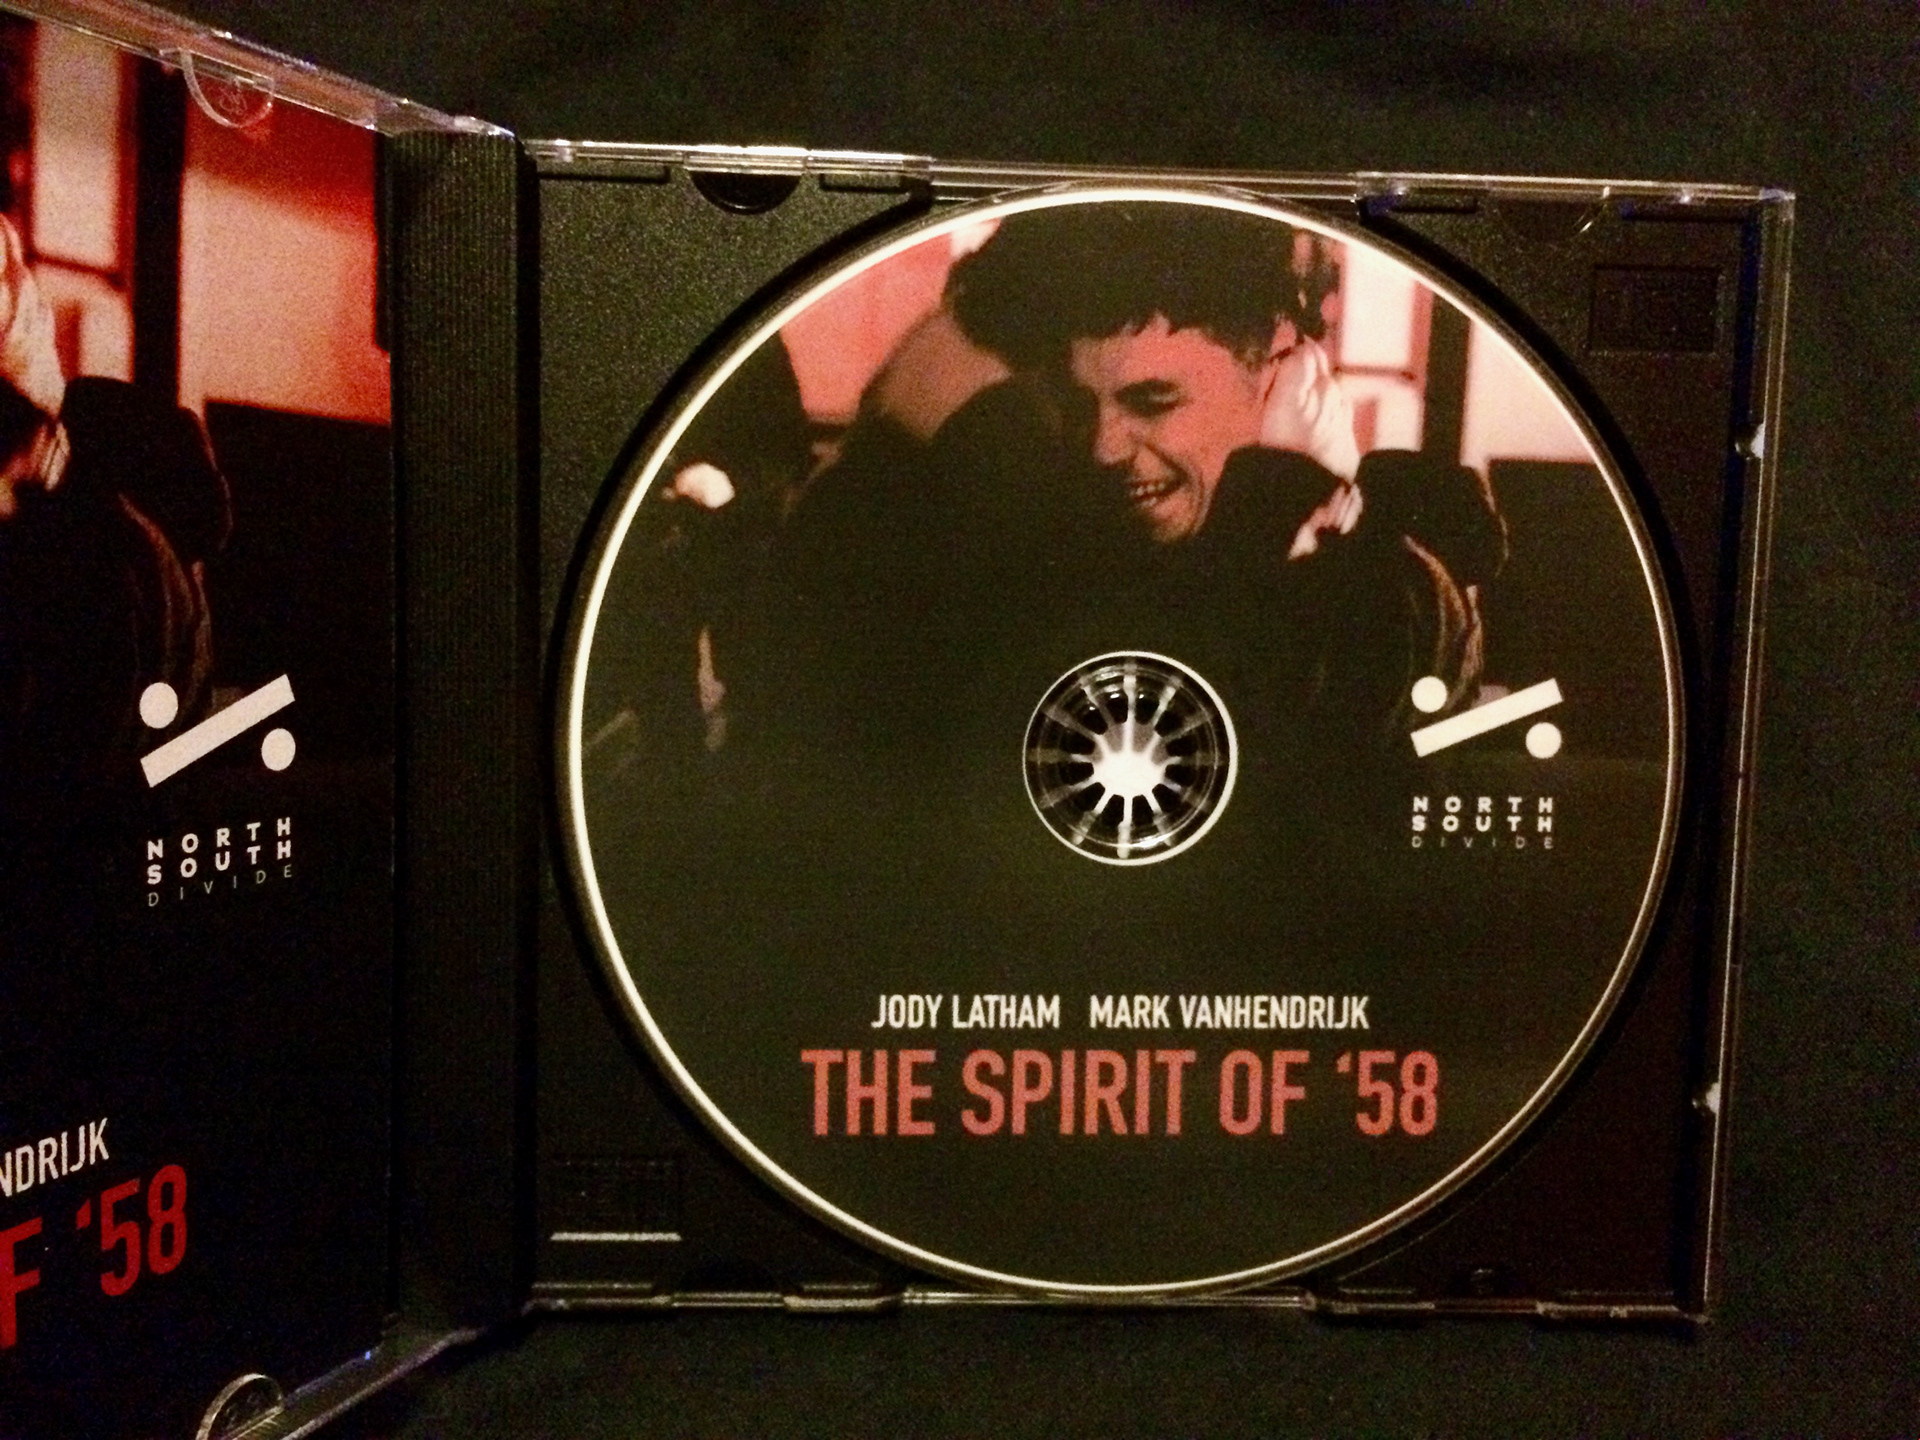 NORTH
SOUTH
DIVIDE
NDRIJK
F ‘58
NORTH
SOUTH
DIVIDE
JODY LATHAM MARK VANHENDRIJK
THE SPIRIT OF ‘58